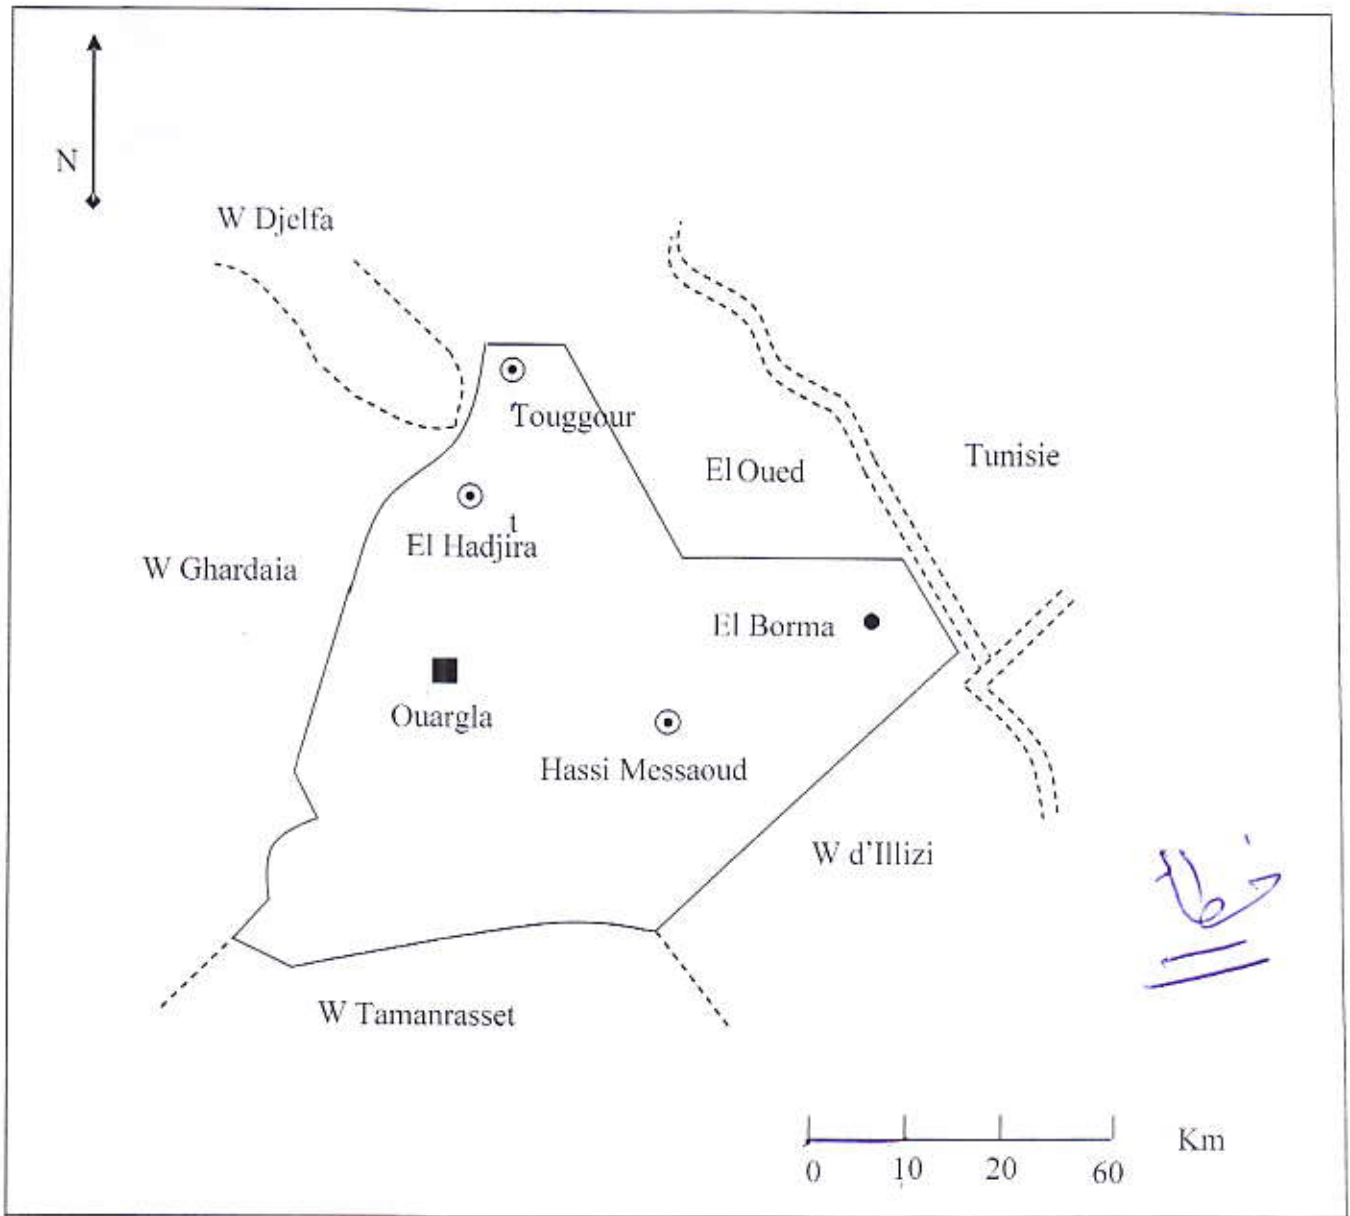 N
W Djelfa
Touggour
t
El Oued
Tunisie
El Hadjira
W Ghardaia
El Borma
Ouargla
Hassi Messaoud
W d'Illizi
W Tamanrasset
0 10 20 60 Km